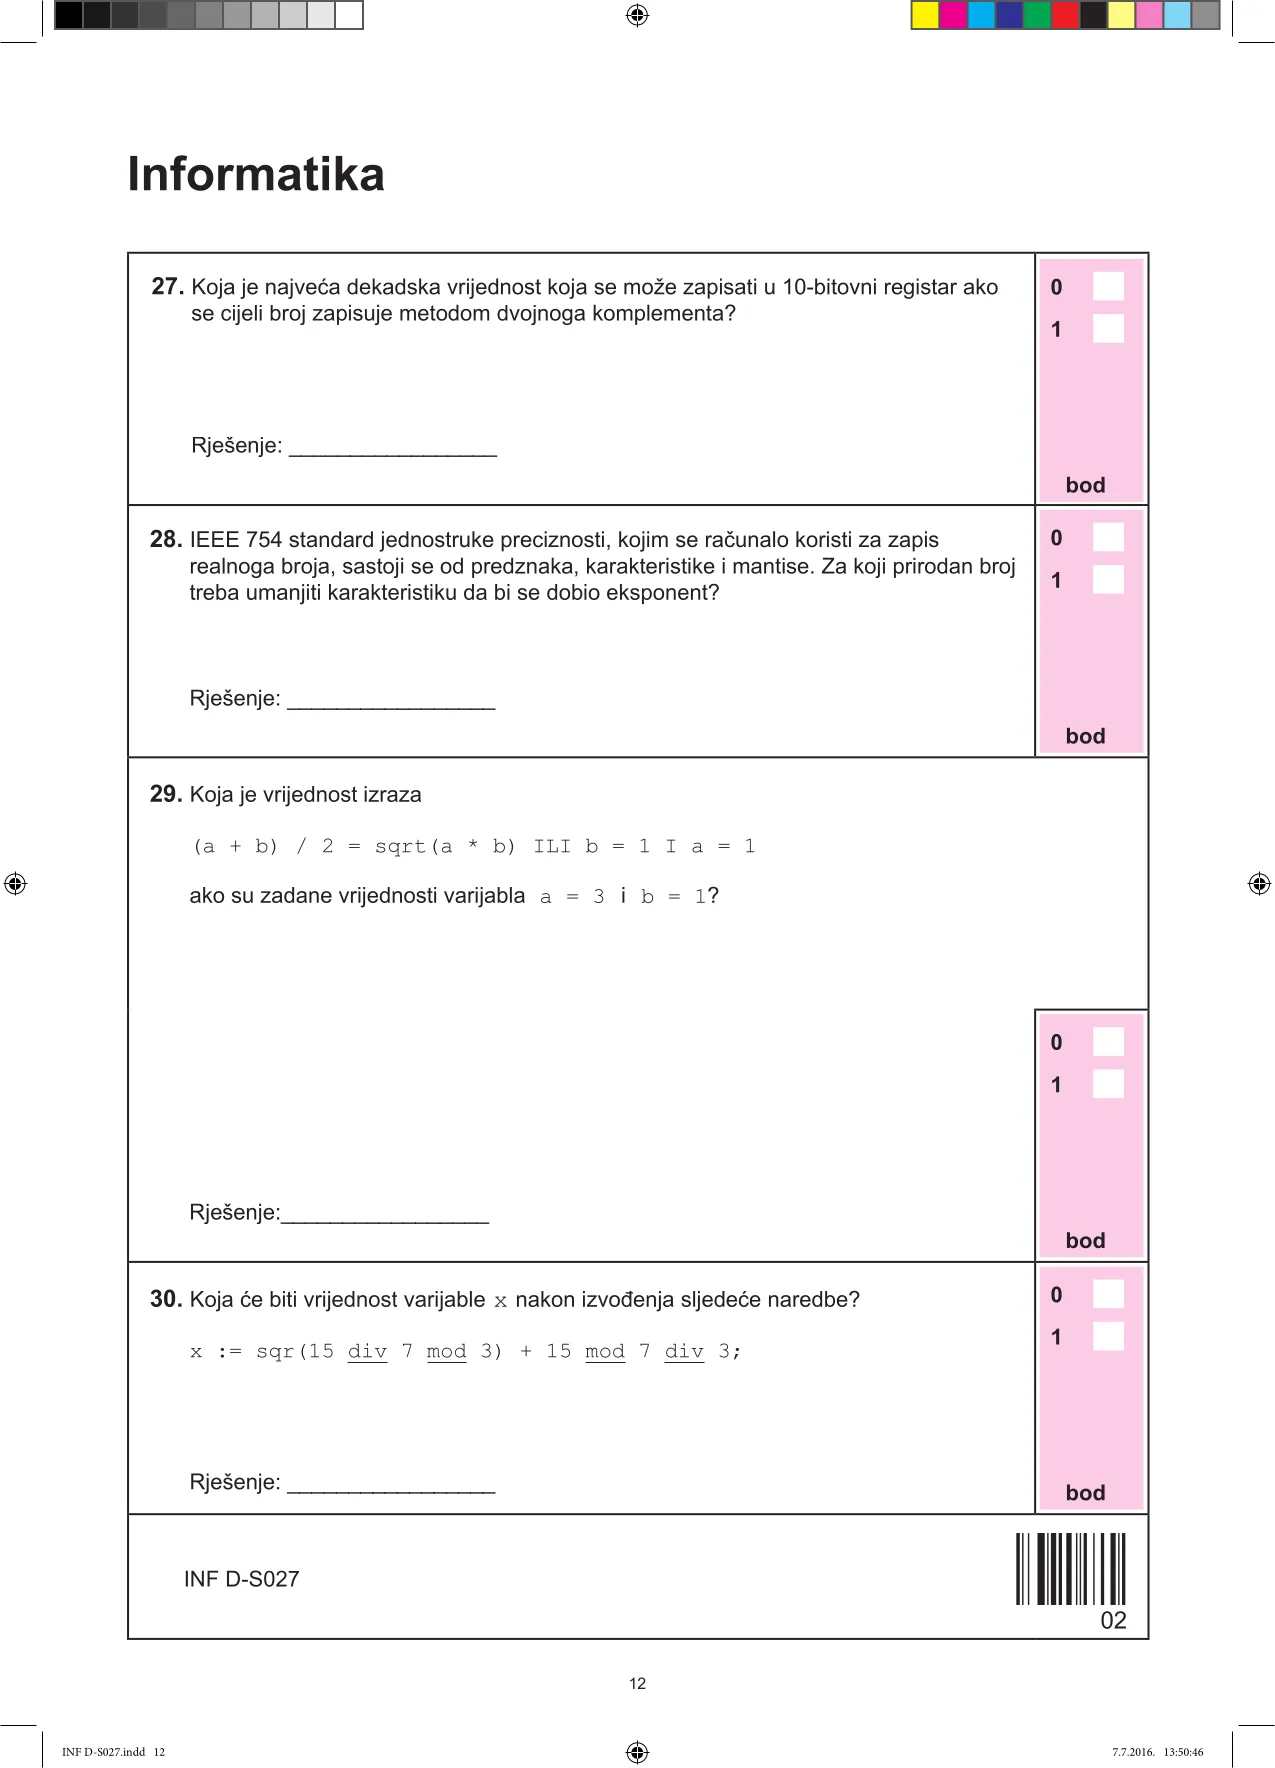 Informatika
27. Koja je najveća dekadska vrijednost koja se može zapisati u 10-bitovni registar ako
se cijeli broj zapisuje metodom dvojnoga komplementa?
0
1
Rješenje: _________________
bod
28. IEEE 754 standard jednostruke preciznosti, kojim se računalo koristi za zapis
realnoga broja, sastoji se od predznaka, karakteristike i mantise. Za koji prirodan broj
treba umanjiti karakteristiku da bi se dobio eksponent?
0
1
Rješenje: _________________
bod
29. Koja je vrijednost izraza
(a + b) / 2 = sqrt(a * b) ILI b = 1 I a = 1
ako su zadane vrijednosti varijabla a = 3 i b = 1?
0
1
Rješenje:_________________
bod
30. Koja će biti vrijednost varijable x nakon izvođenja sljedeće naredbe?
x := sqr(15 div 7 mod 3) + 15 mod 7 div 3;
0
1
Rješenje: _________________
bod
INF D-S027
02
12
INF D-S027.indd 12
7.7.2016. 13:50:46